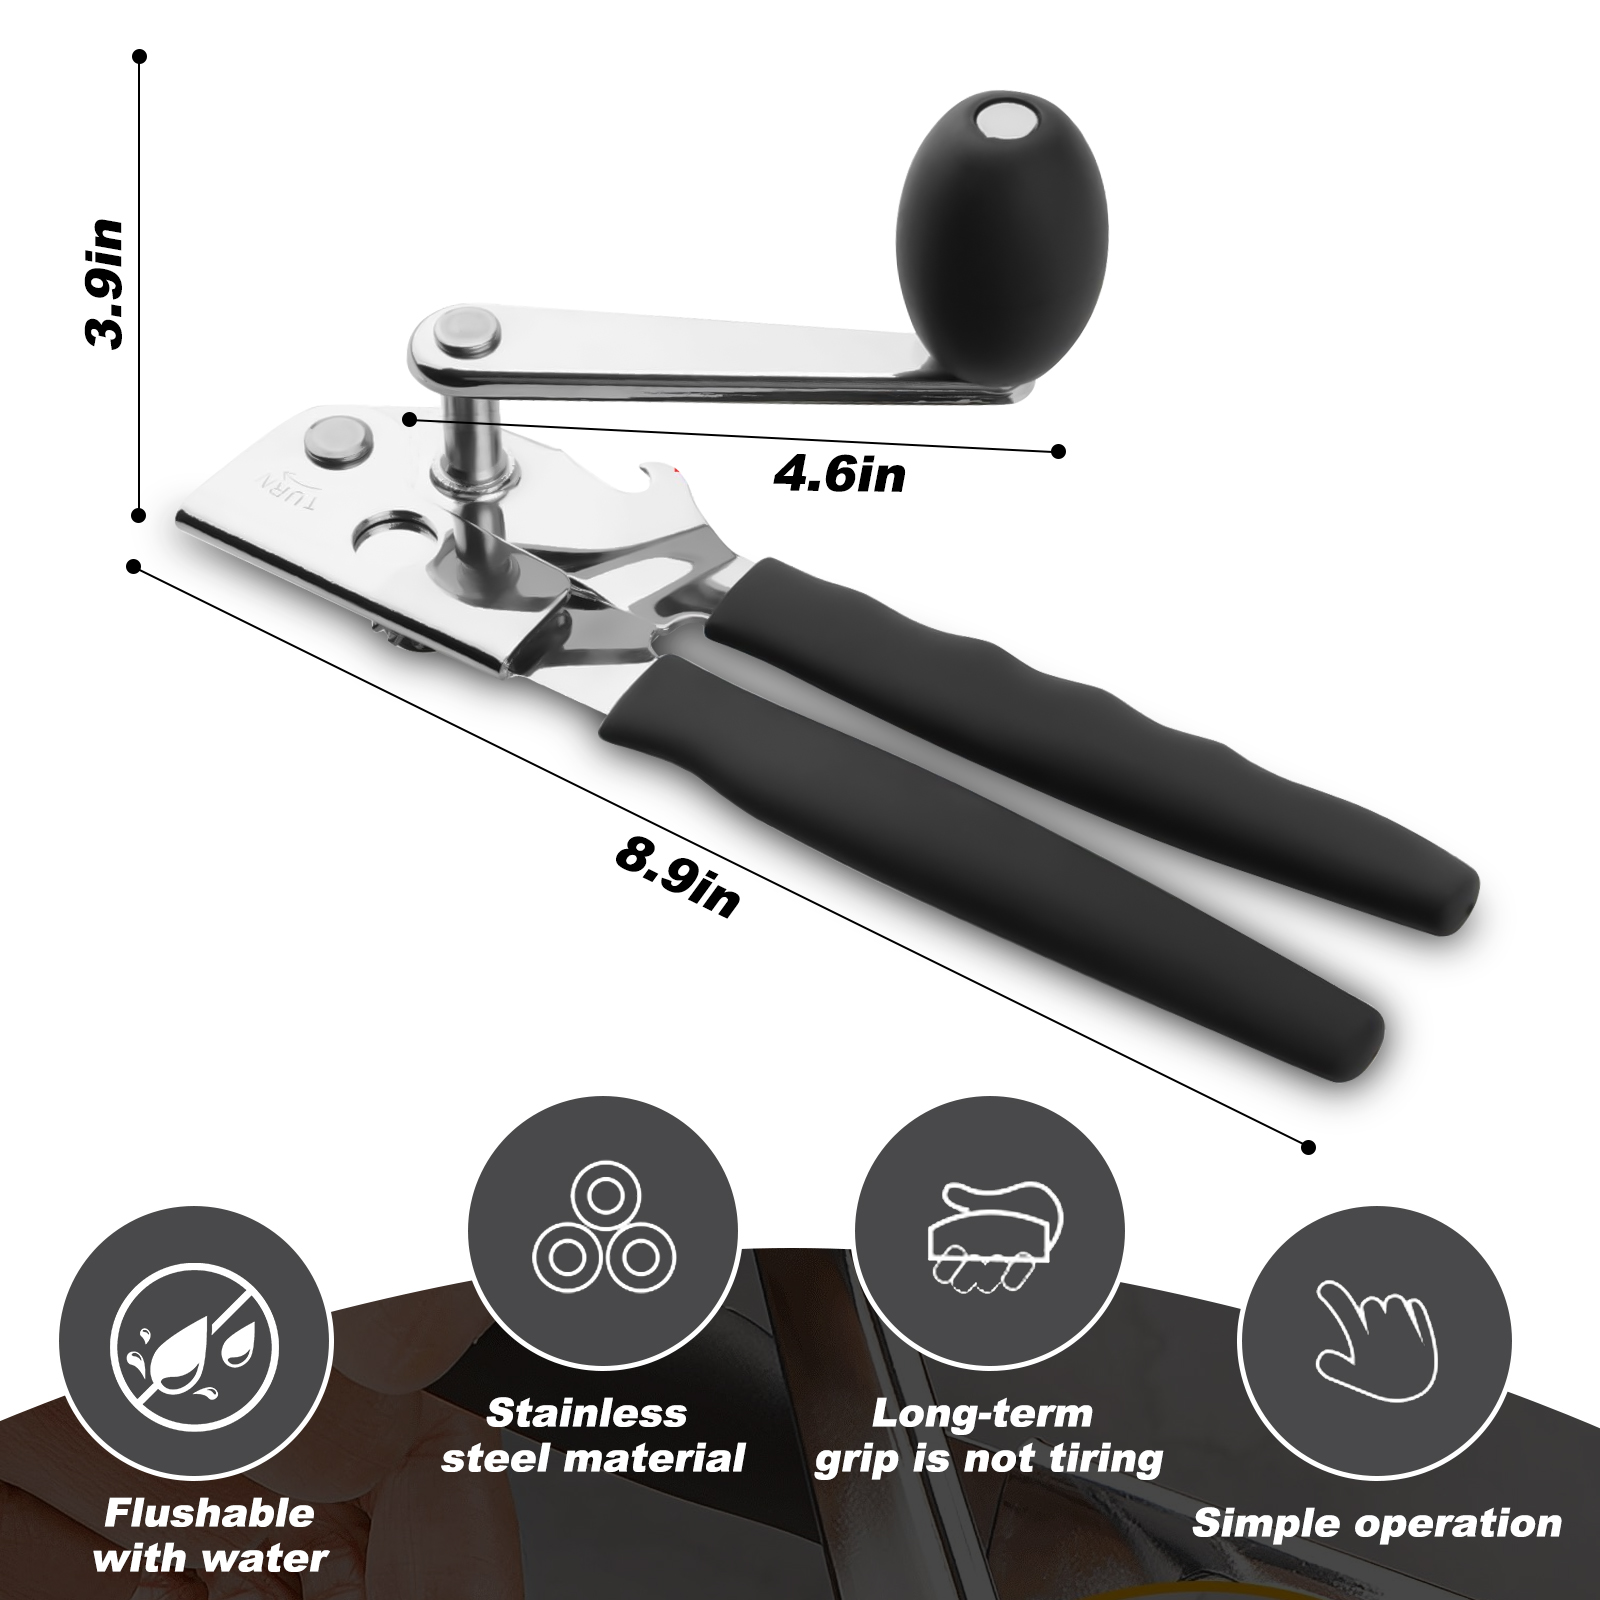 3.9in
4.6in
TURN
8.9in
Stainless
steel material
Long-term
grip is not tiring
Flushable
with water
Simple operation